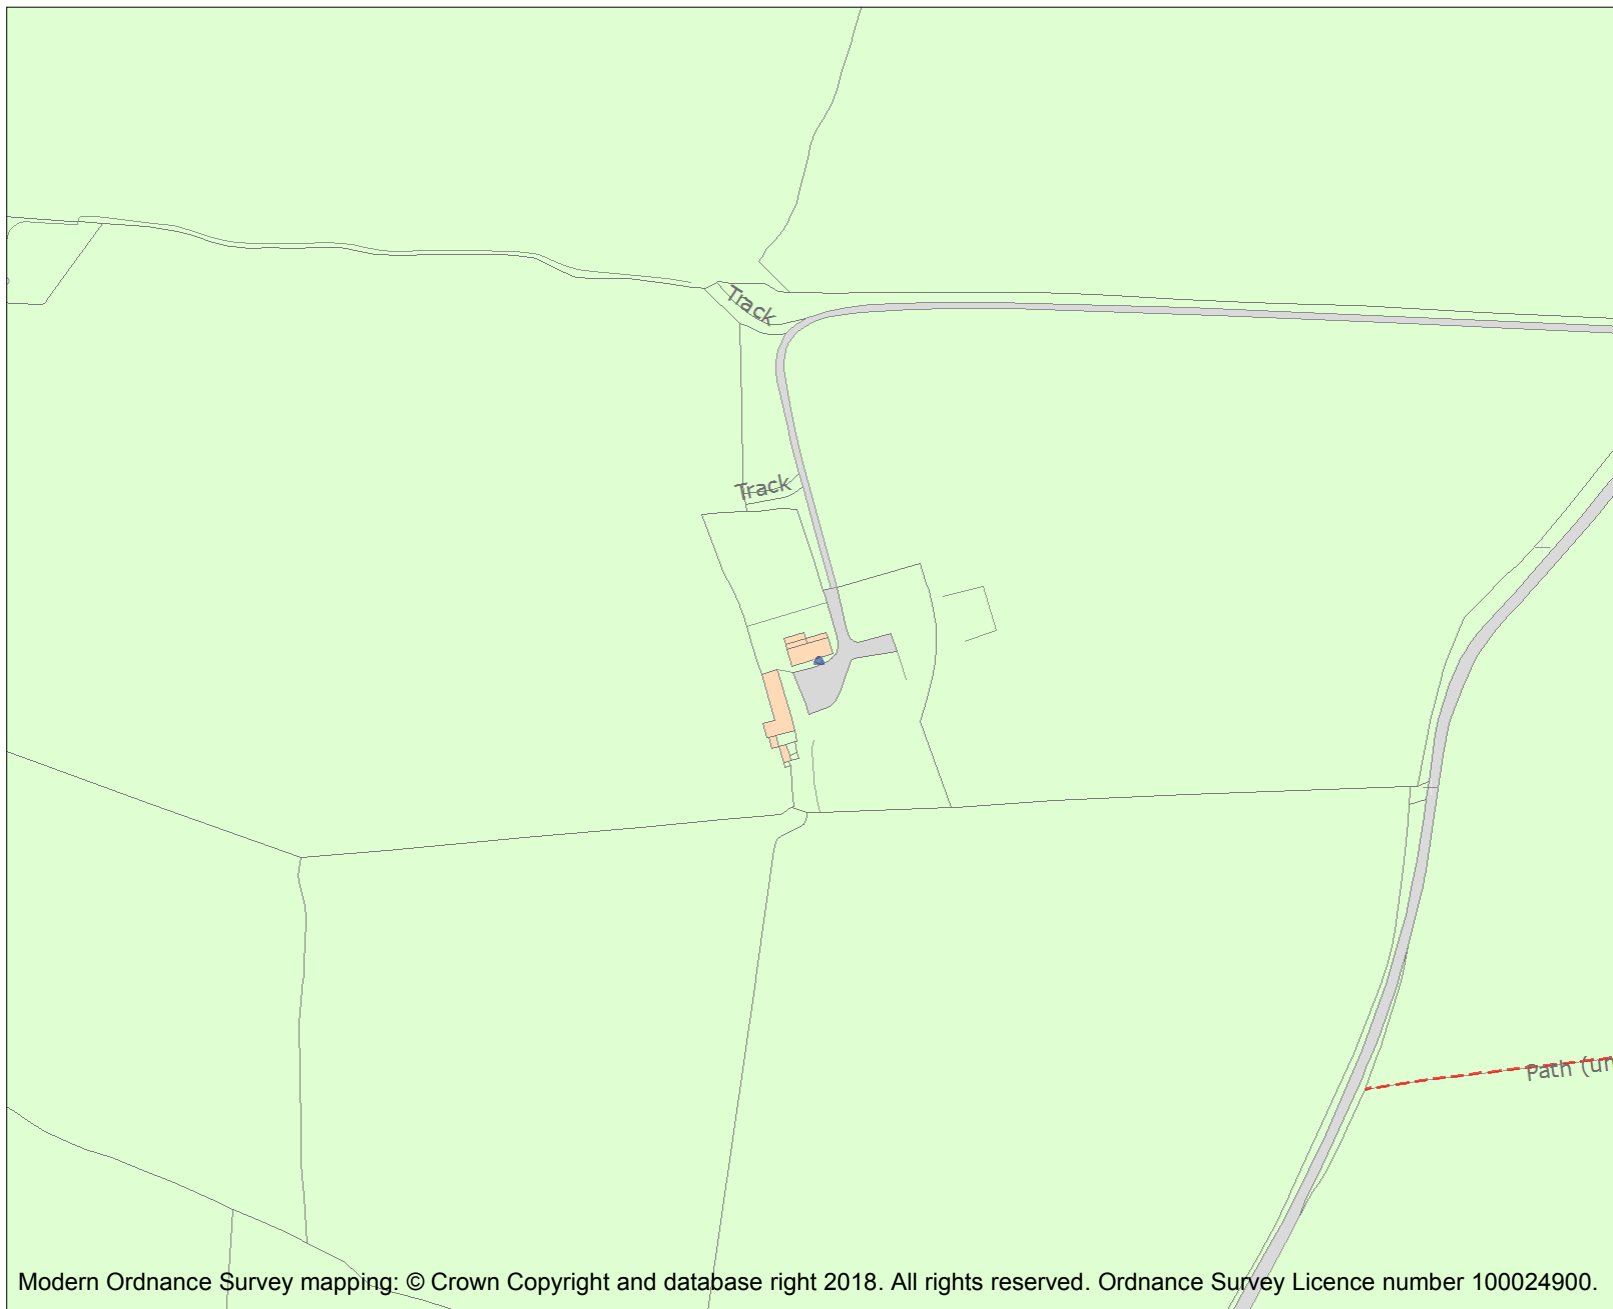 Track
Track
Path (un
Modern Ordnance Survey mapping: © Crown Copyright and database right 2018. All rights reserved. Ordnance Survey Licence number 100024900.